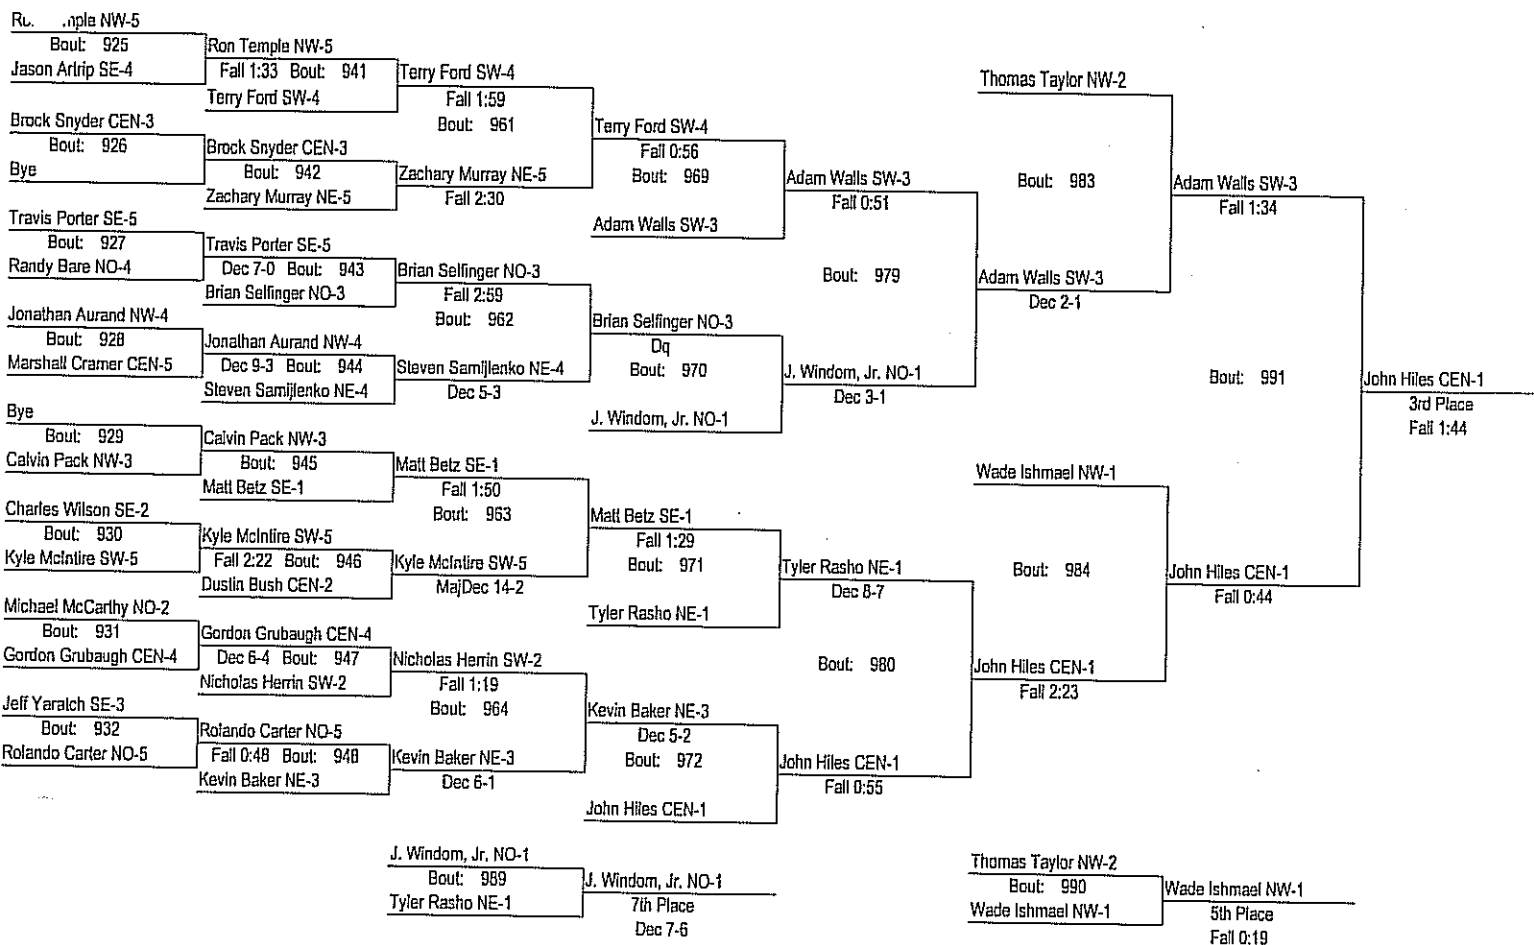 NW-5
Bout: 925
Jason Artrip SE-4
Brock Snyder CEN-3
Bout: 926
Bye
Travis Porter SE-5
Bout: 927
Randy Bare NO-4
Jonathan Aurand NW-4
Bout: 928
Marshall Cramer CEN-5
Bye
Bout: 929
Calvin Pack NW-3
Charles Wilson SE-2
Bout: 930
Kyle McIntire SW-5
Michael McCarthy NO-2
Bout: 931
Gordon Grubaugh CEN-4
Jeff Yaratch SE-3
Bout: 932
Rolando Carter NO-5
Ron Temple NW-5
Fall 1:33 Bout: 941
Terry Ford SW-4
Brock Snyder CEN-3
Bout: 942
Zachary Murray NE-5
Travis Porter SE-5
Dec 7-0 Bout: 943
Brian Selfinger NO-3
Jonathan Aurand NW-4
Dec 9-3 Bout: 944
Steven Samijlenko NE-4
Calvin Pack NW-3
Bout: 945
Matt Betz SE-1
Kyle McIntire SW-5
Fall 2:22 Bout: 946
Dustin Bush CEN-2
Gordon Grubaugh CEN-4
Dec 6-4 Bout: 947
Nicholas Herrin SW-2
Rolando Carter NO-5
Fall 0:48 Bout: 948
Kevin Baker NE-3
Terry Ford SW-4
Fall 1:59
Bout: 961
Zachary Murray NE-5
Fall 2:30
Brian Selfinger NO-3
Fall 2:59
Bout: 962
Steven Samijlenko NE-4
Dec 5-3
Matt Betz SE-1
Fall 1:50
Bout: 963
Kyle McIntire SW-5
MajDec 14-2
Nicholas Herrin SW-2
Fall 1:19
Bout: 964
Kevin Baker NE-3
Dec 6-1
Terry Ford SW-4
Fall 0:56
Bout: 969
Adam Walls SW-3
Brian Selfinger NO-3
Dq
Bout: 970
J. Windom, Jr. NO-1
Matt Betz SE-1
Fall 1:29
Bout: 971
Tyler Rasho NE-1
Kevin Baker NE-3
Dec 5-2
Bout: 972
John Hiles CEN-1
Adam Walls SW-3
Fall 0:51
Bout: 979
J. Windom, Jr. NO-1
Dec 3-1
Tyler Rasho NE-1
Dec 8-7
Bout: 980
John Hiles CEN-1
Fall 0:55
Thomas Taylor NW-2
Bout: 983
Adam Walls SW-3
Dec 2-1
Wade Ishmael NW-1
Bout: 984
John Hiles CEN-1
Fall 2:23
Adam Walls SW-3
Fall 1:34
Bout: 991
John Hiles CEN-1
Fall 0:44
John Hiles CEN-1
3rd Place
Fall 1:44
J. Windom, Jr. NO-1
Bout: 989
Tyler Rasho NE-1
J. Windom, Jr. NO-1
7th Place
Dec 7-6
Thomas Taylor NW-2
Bout: 990
Wade Ishmael NW-1
Wade Ishmael NW-1
5th Place
Fall 0:19